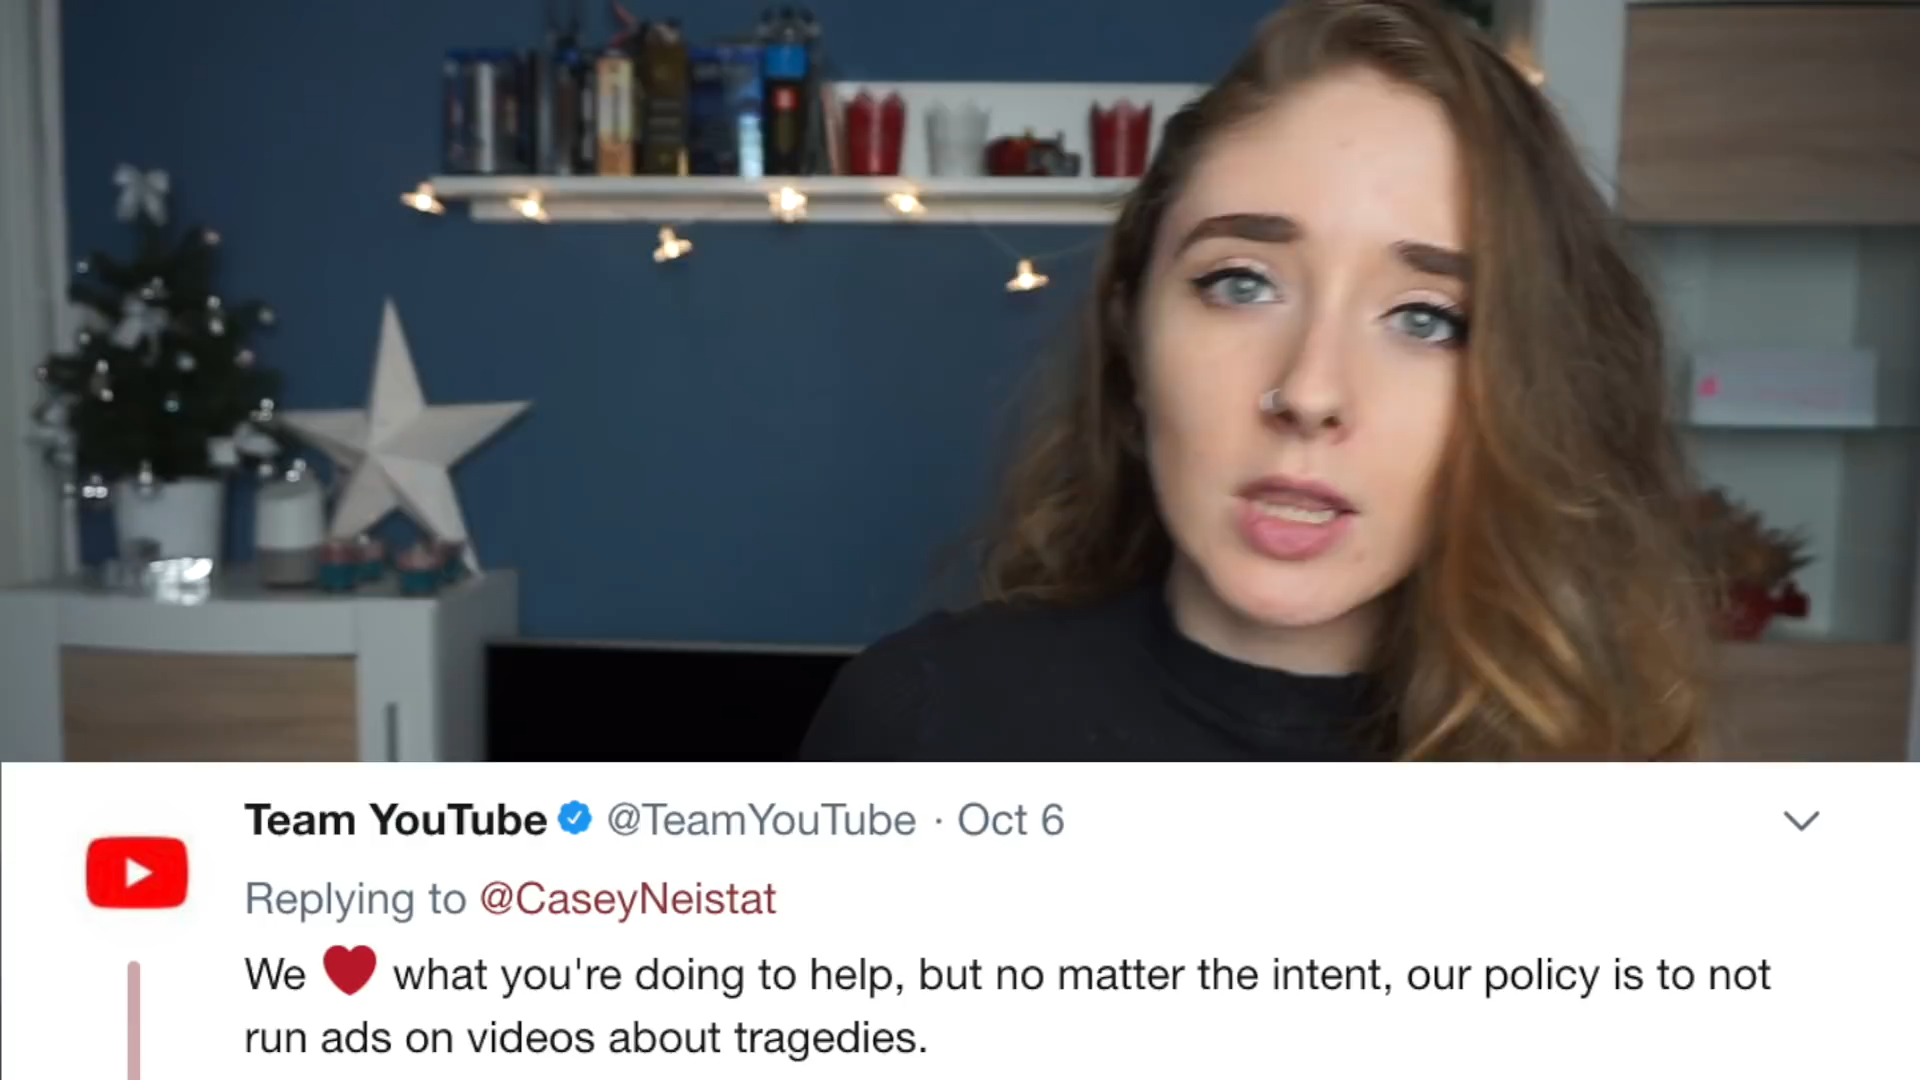 Team YouTube @TeamYouTube · Oct 6
Replying to @CaseyNeistat
We ❤️ what you're doing to help, but no matter the intent, our policy is to not
run ads on videos about tragedies.